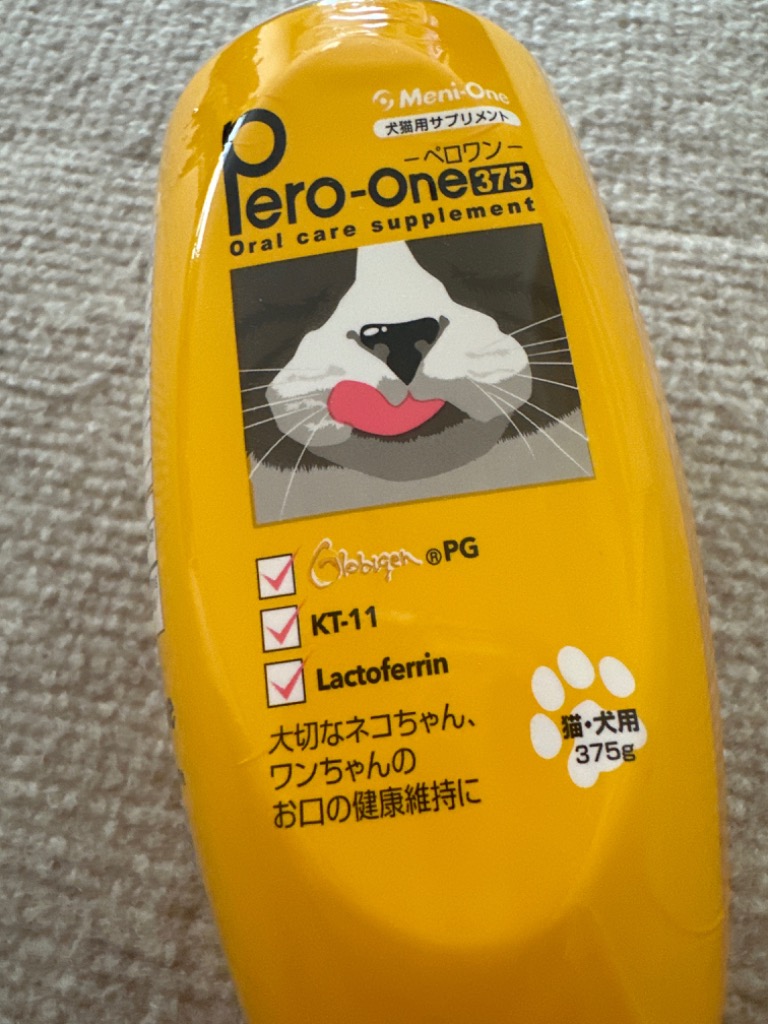 Meni-One
犬猫用サプリメント
−ペロワン−
Pero-One 375
Oral care supplement
Globigen®PG
KT-11
Lactoferrin
大切なネコちゃん、
ワンちゃんの
お口の健康維持に
猫・犬用
375g